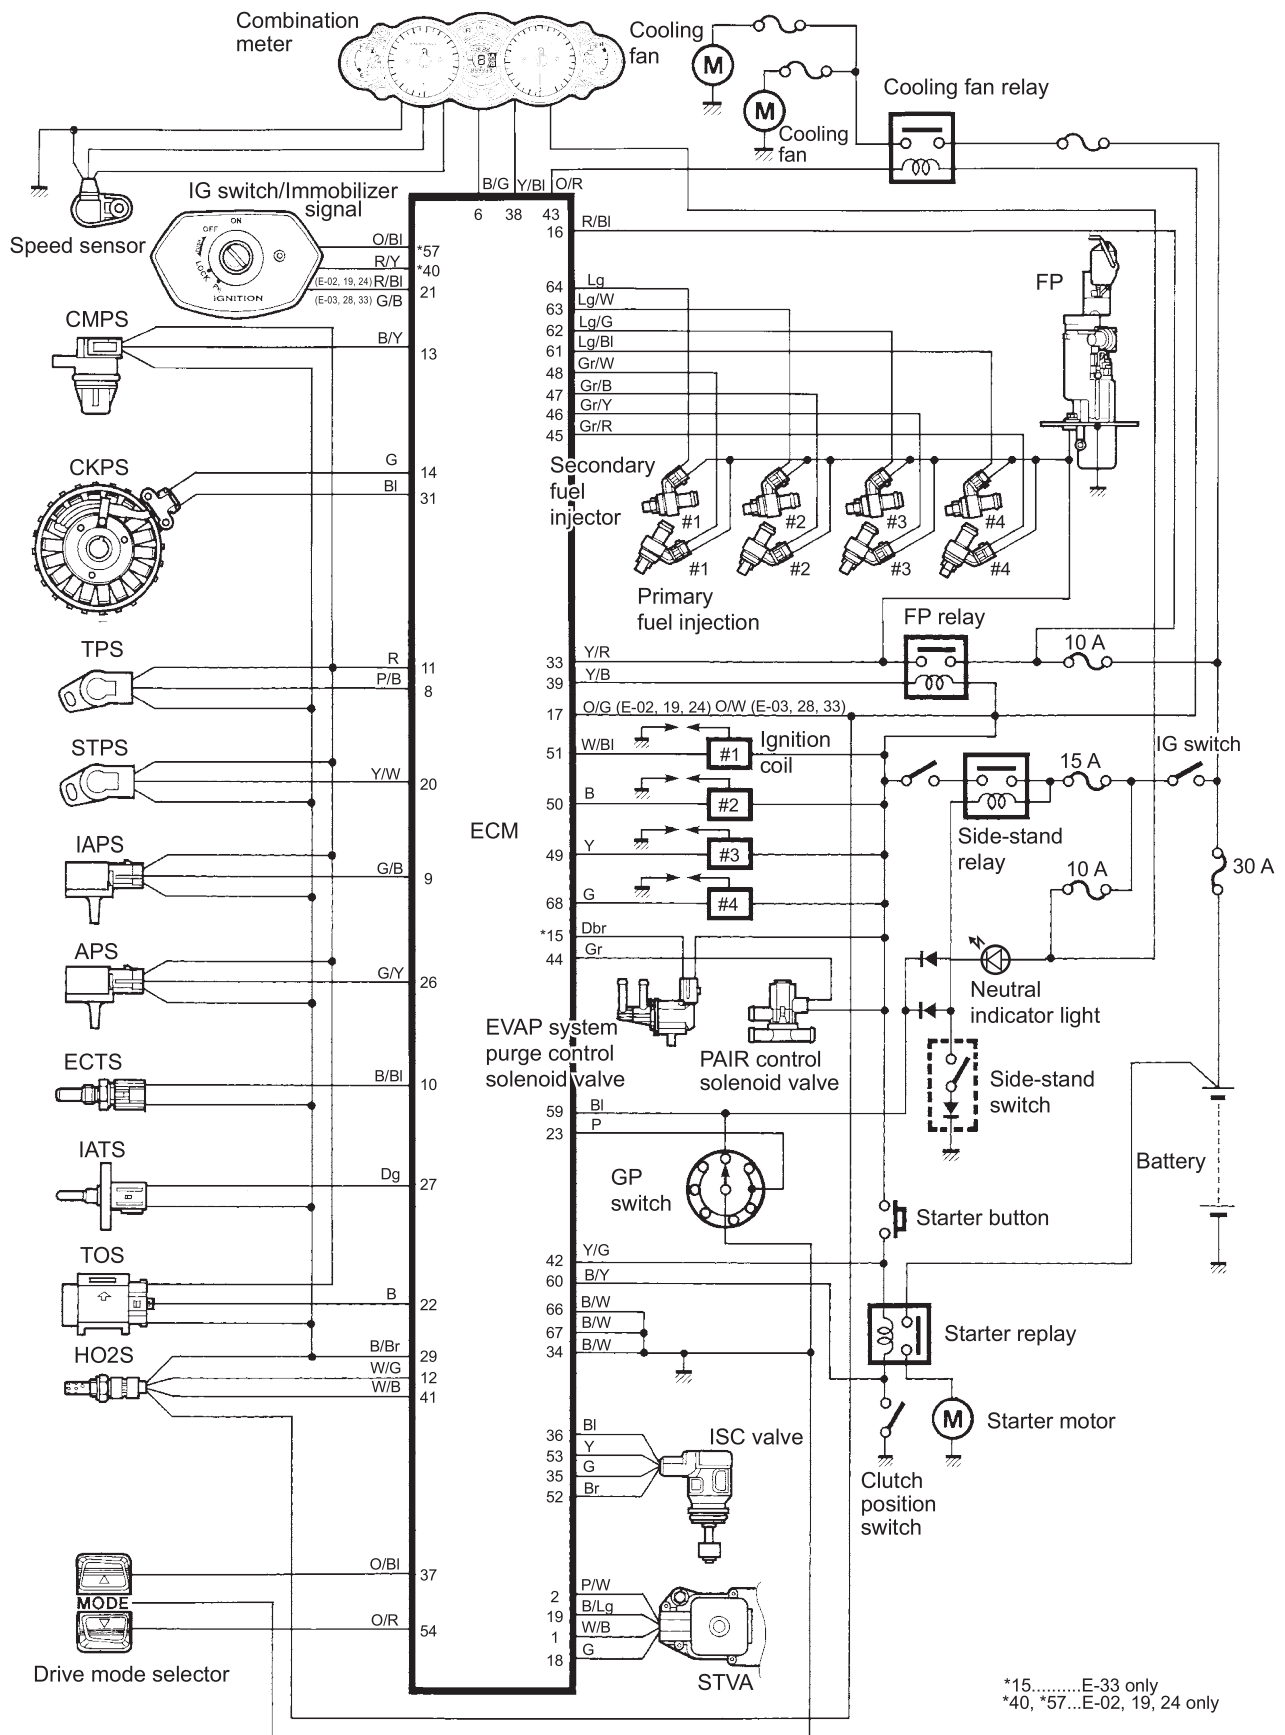 Combination
meter
Cooling
fan
M
M
Cooling
fan
Cooling fan relay
Speed sensor
IG switch/Immobilizer
signal
ON
OFF
LOCK
IGNITION
O/Bl
*57
R/Y
*40
(E-02, 19, 24) R/Bl
21
(E-03, 28, 33) G/B
B/G
Y/Bl
O/R
6
38
43
16
R/Bl
CMPS
B/Y
13
64
Lg
63
Lg/W
62
Lg/G
61
Lg/Bl
48
Gr/W
47
Gr/B
46
Gr/Y
45
Gr/R
FP
CKPS
G
14
Bl
31
Secondary
fuel
injector
#1
#2
#3
#4
#1
#2
#3
#4
Primary
fuel injection
FP relay
10 A
TPS
R
11
P/B
8
33
Y/R
39
Y/B
17
O/G (E-02, 19, 24) O/W (E-03, 28, 33)
STPS
Y/W
20
51
W/Bl
#1
Ignition
coil
50
B
#2
49
Y
#3
68
G
#4
ECM
15 A
IG switch
Side-stand
relay
10 A
30 A
IAPS
G/B
9
APS
G/Y
26
*15
Dbr
44
Gr
EVAP system
purge control
solenoid valve
PAIR control
solenoid valve
Neutral
indicator light
Side-stand
switch
ECTS
B/Bl
10
59
Bl
23
P
GP
switch
Battery
IATS
Dg
27
Starter button
TOS
B
22
42
Y/G
60
B/Y
66
B/W
67
B/W
34
B/W
Starter replay
HO2S
B/Br
29
W/G
12
W/B
41
M
Starter motor
36
Bl
53
Y
35
G
52
Br
ISC valve
Clutch
position
switch
O/Bl
37
MODE
O/R
54
Drive mode selector
2
P/W
19
B/Lg
1
W/B
18
G
STVA
*15..........E-33 only
*40, *57...E-02, 19, 24 only